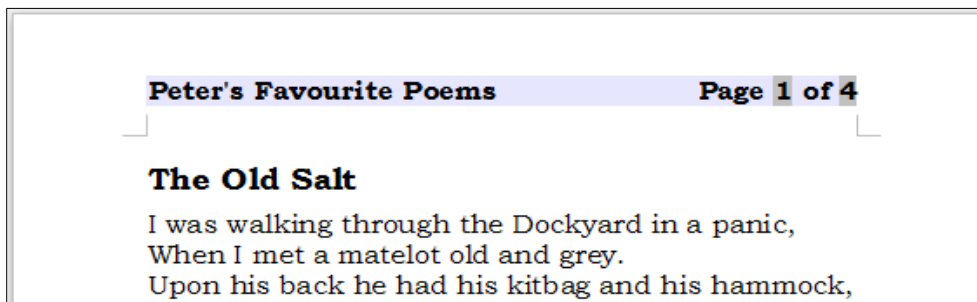 Peter's Favourite Poems Page 1 of 4
The Old Salt
I was walking through the Dockyard in a panic,
When I met a matelot old and grey.
Upon his back he had his kitbag and his hammock,